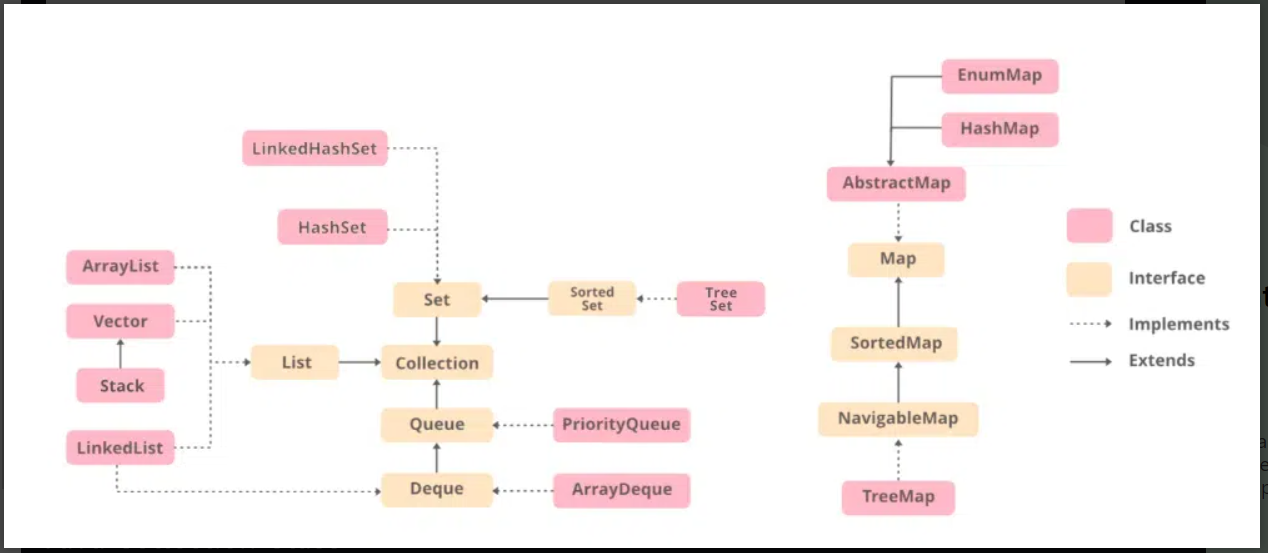 EnumMap
HashMap
LinkedHashSet
AbstractMap
HashSet
Class
ArrayList
Map
Interface
Set
Sorted
Set
Tree
Set
Vector
Implements
SortedMap
List
Collection
Extends
Stack
Queue
PriorityQueue
NavigableMap
LinkedList
Deque
ArrayDeque
TreeMap